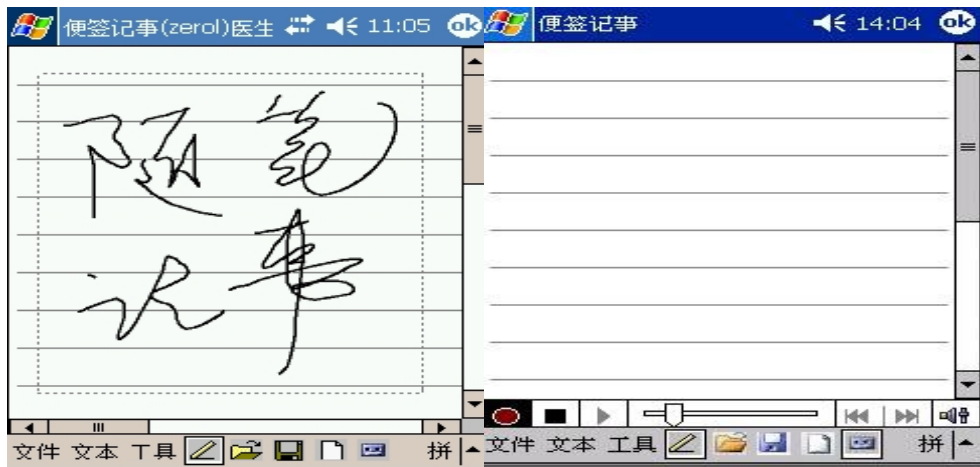 便签记事(zerol)医生 11:05 ok
随笔
记事
文件 文本 工具 拼
便签记事 14:04 ok
文件 文本 工具 拼